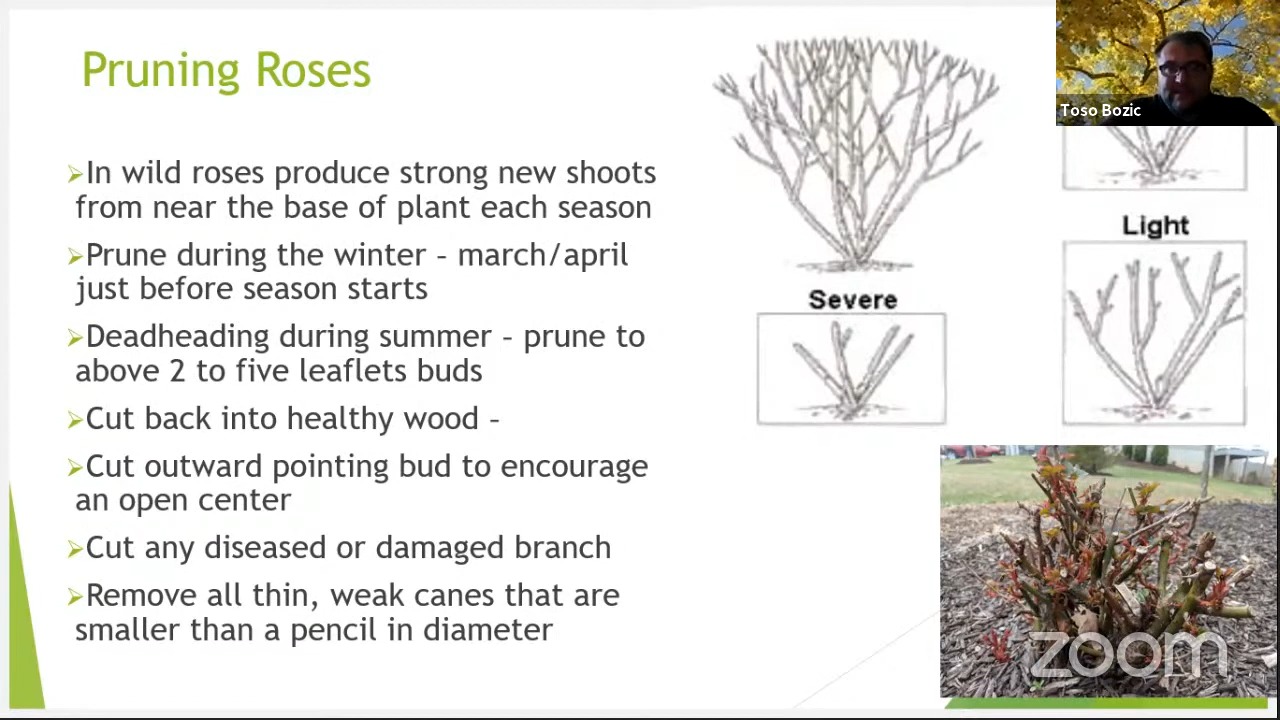 Pruning Roses
In wild roses produce strong new shoots
from near the base of plant each season
Prune during the winter – march/april
just before season starts
Deadheading during summer – prune to
above 2 to five leaflets buds
Cut back into healthy wood –
Cut outward pointing bud to encourage
an open center
Cut any diseased or damaged branch
Remove all thin, weak canes that are
smaller than a pencil in diameter
Severe
Light
Toso Bozic
zoom